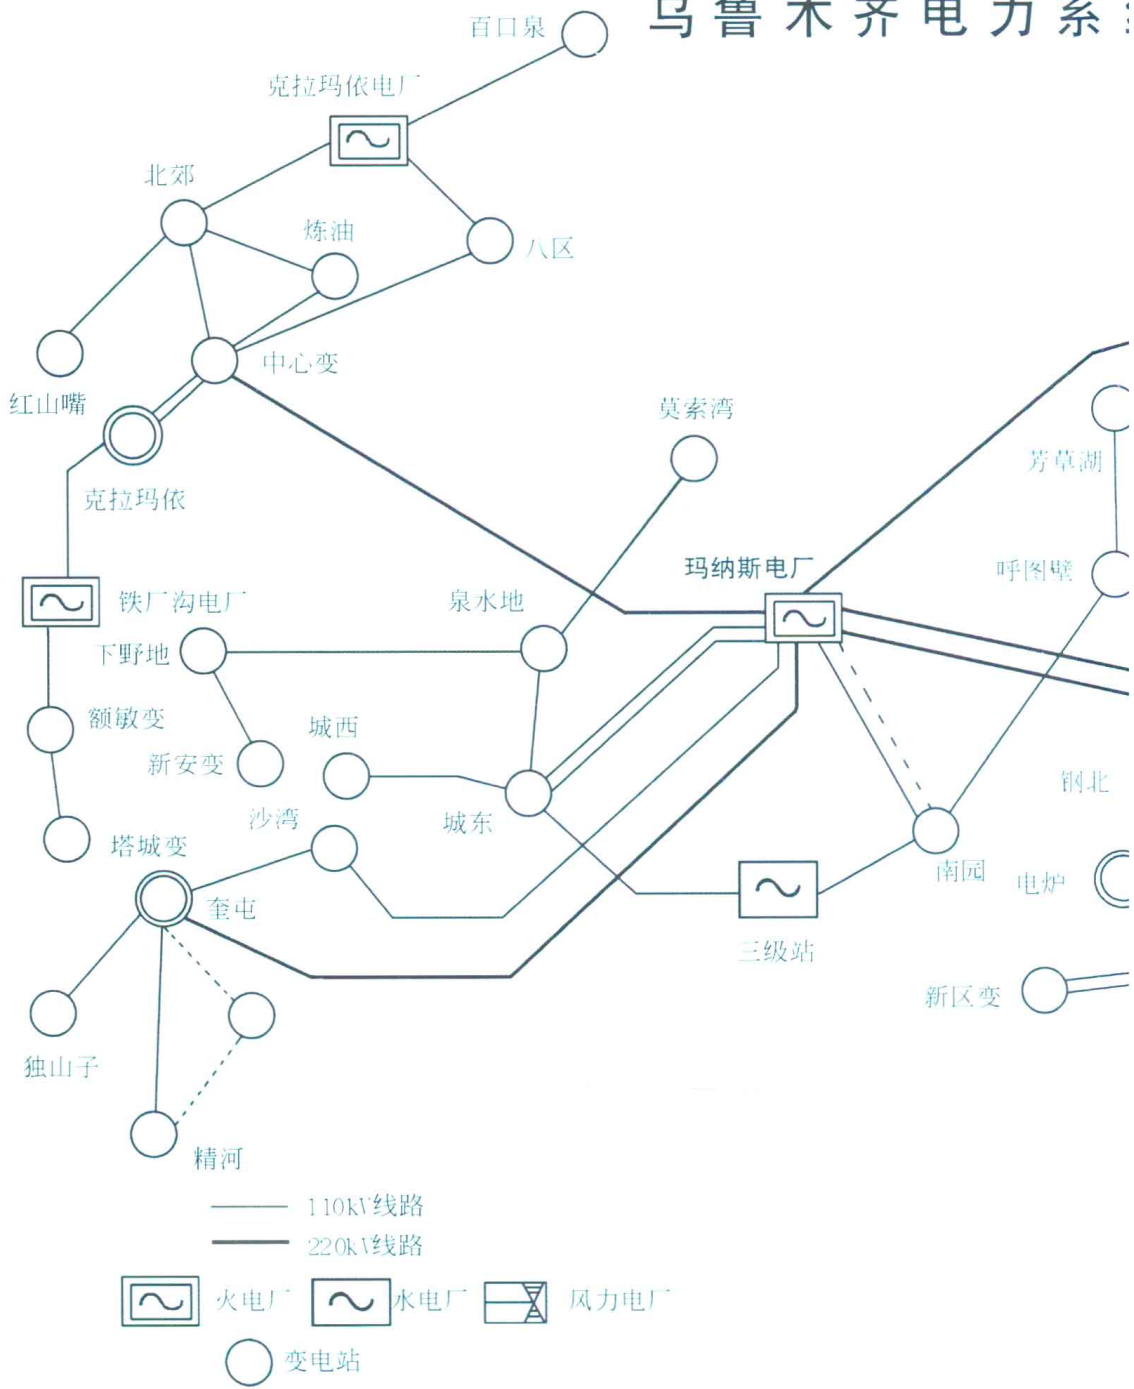 乌鲁木齐电力系
百口泉
克拉玛依电厂
北郊
炼油
八区
中心变
红山嘴
莫索湾
芳草湖
克拉玛依
玛纳斯电厂
呼图壁
铁厂沟电厂
泉水地
下野地
额敏变
城西
新安变
钢北
沙湾
城东
塔城变
南园
电炉
奎屯
三级站
新区变
独山子
精河
110kV线路
220kV线路
火电厂
水电厂
风力电厂
变电站